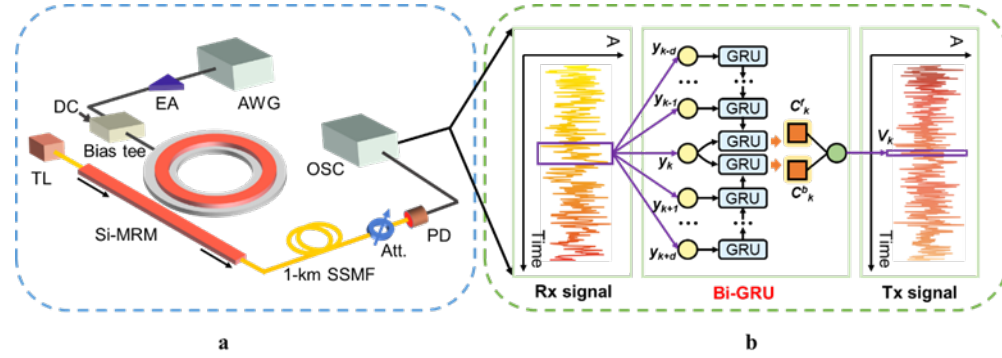 AWG
EA
DC
Bias tee
TL
Si-MRM
1-km SSMF
Att.
PD
OSC
A
Time
Rx signal
y_{k-d}
GRU
...
...
y_{k-1}
GRU
y_k
GRU
GRU
y_{k+1}
GRU
...
...
y_{k+d}
GRU
C^f_k
C^b_k
Bi-GRU
V_k
A
Time
Tx signal
a
b